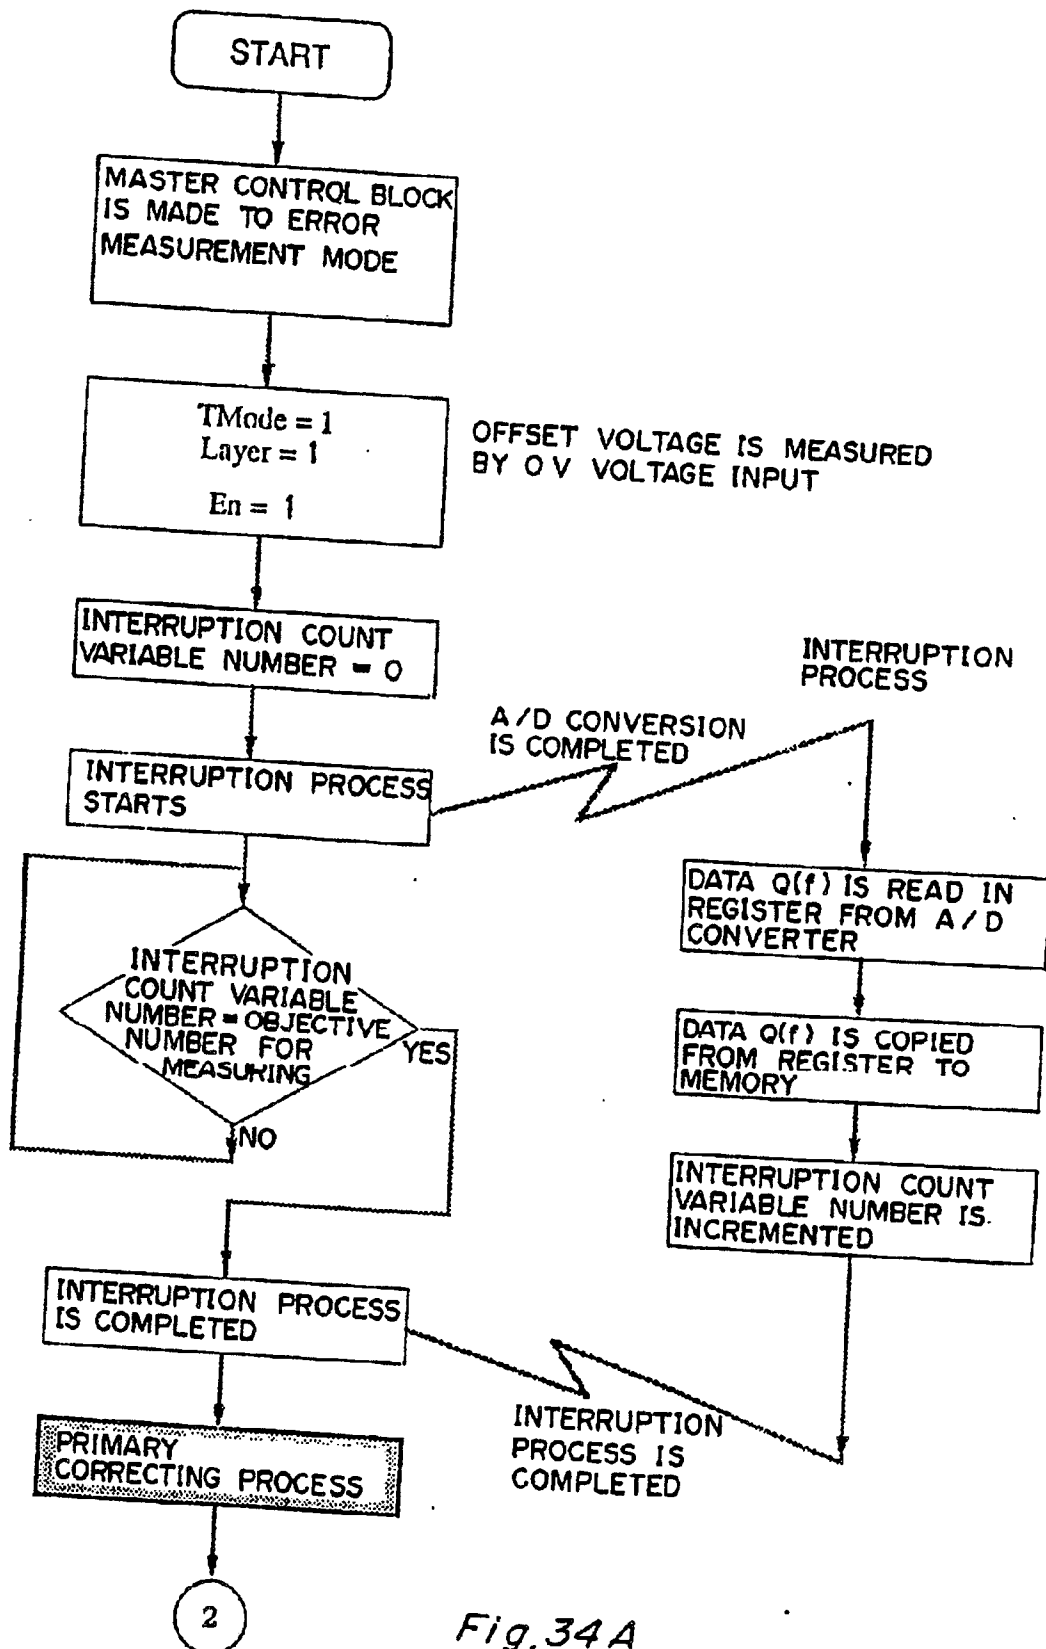 START
MASTER CONTROL BLOCK
IS MADE TO ERROR
MEASUREMENT MODE
TMode = 1
Layer = 1
En = 1
OFFSET VOLTAGE IS MEASURED
BY 0 V VOLTAGE INPUT
INTERRUPTION COUNT
VARIABLE NUMBER = 0
INTERRUPTION PROCESS
STARTS
A/D CONVERSION
IS COMPLETED
INTERRUPTION
PROCESS
INTERRUPTION
COUNT VARIABLE
NUMBER = OBJECTIVE
NUMBER FOR
MEASURING
YES
NO
DATA Q(f) IS READ IN
REGISTER FROM A/D
CONVERTER
DATA Q(f) IS COPIED
FROM REGISTER TO
MEMORY
INTERRUPTION COUNT
VARIABLE NUMBER IS
INCREMENTED
INTERRUPTION PROCESS
IS COMPLETED
INTERRUPTION
PROCESS IS
COMPLETED
PRIMARY
CORRECTING PROCESS
2
Fig. 34A